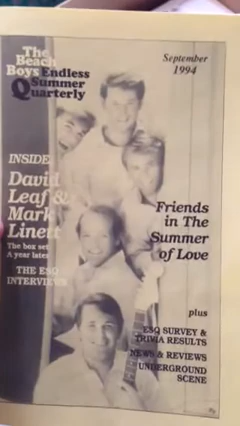 The
Beach
Boys Endless
Summer
Quarterly
September
1994
INSIDE
David
Leaf &
Mark
Linett
The box set
A year later
THE ESQ
INTERVIEWS
Friends
in The
Summer
of Love
plus
ESQ SURVEY &
TRIVIA RESULTS
NEWS & REVIEWS
UNDERGROUND
SCENE